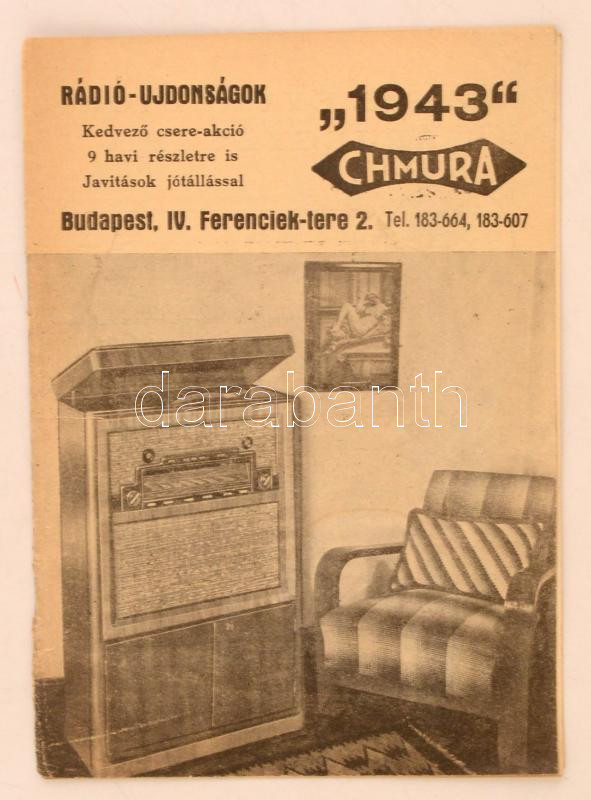 RÁDIÓ-UJDONSÁGOK
Kedvező csere-akció
9 havi részletre is
Javitások jótállással
„1943“
CHMURA
Budapest, IV. Ferenciek-tere 2. Tel. 183-664, 183-607
darabanth